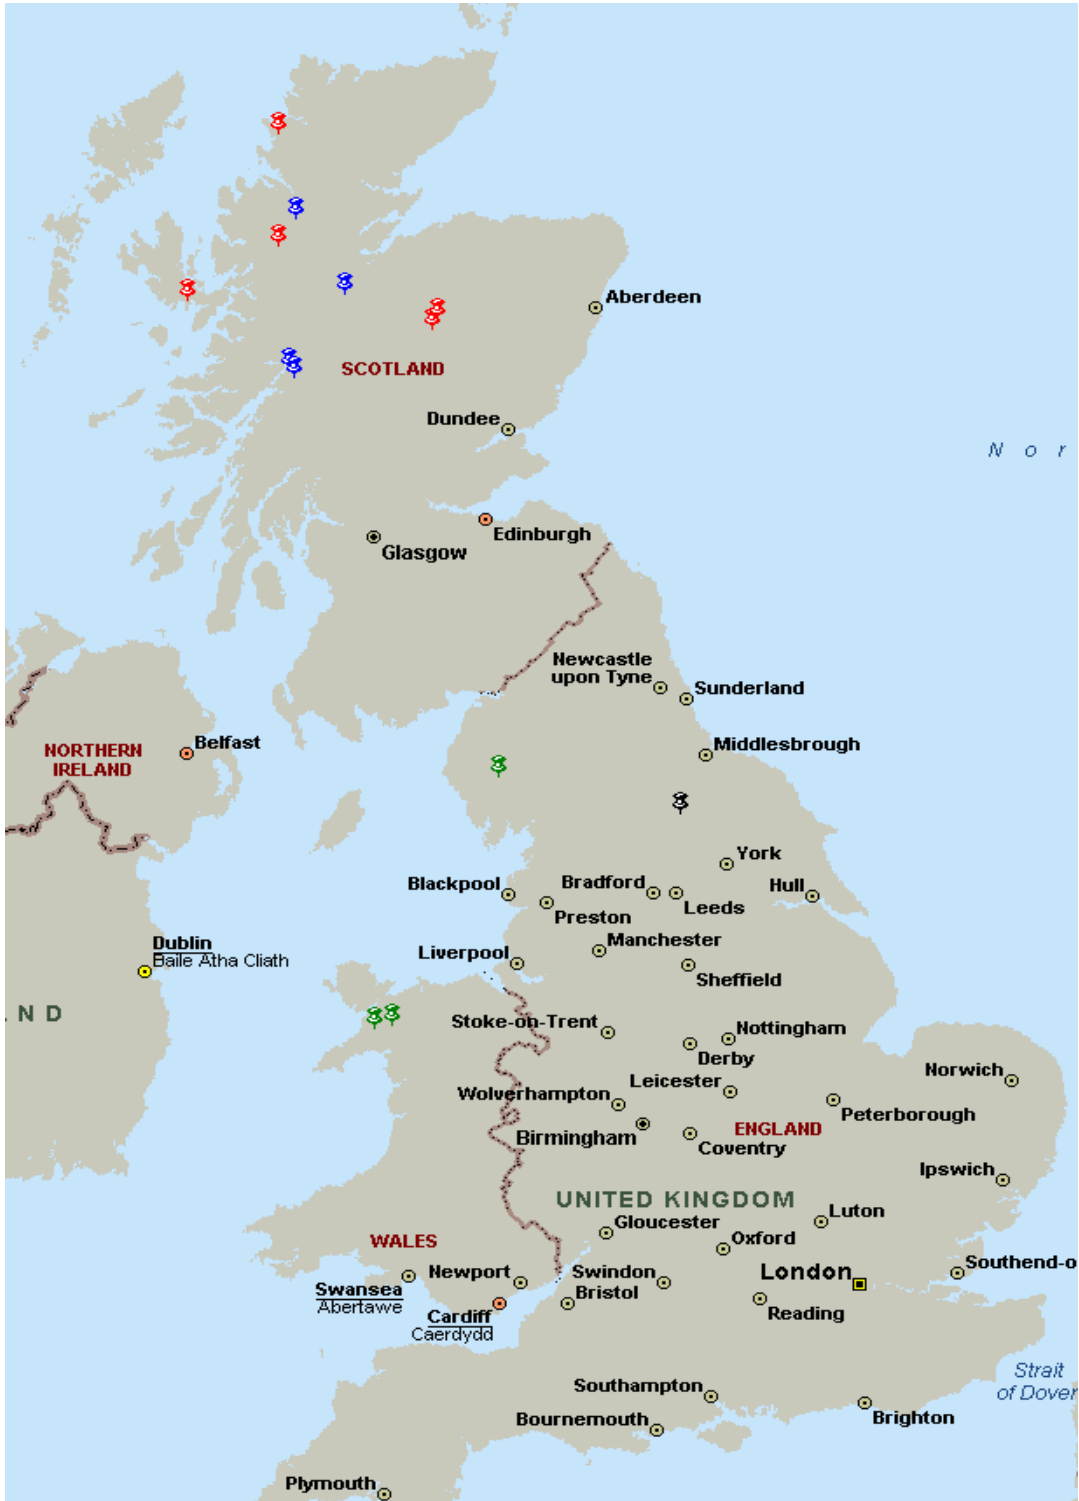 Aberdeen
SCOTLAND
Dundee
N o r
Edinburgh
Glasgow
Newcastle
upon Tyne
Sunderland
NORTHERN
IRELAND
Belfast
Middlesbrough
York
Blackpool
Bradford
Hull
Leeds
Preston
Dublin
Baile Atha Cliath
Liverpool
Manchester
Sheffield
. N D
Stoke-on-Trent
Nottingham
Derby
Norwich
Leicester
Wolverhampton
Peterborough
Birmingham
ENGLAND
Coventry
Ipswich
UNITED KINGDOM
Luton
Gloucester
WALES
Oxford
Southend-o
Newport
Swindon
London
Swansea
Abertawe
Bristol
Reading
Cardiff
Caerdydd
Strait
of Dover
Southampton
Bournemouth
Brighton
Plymouth